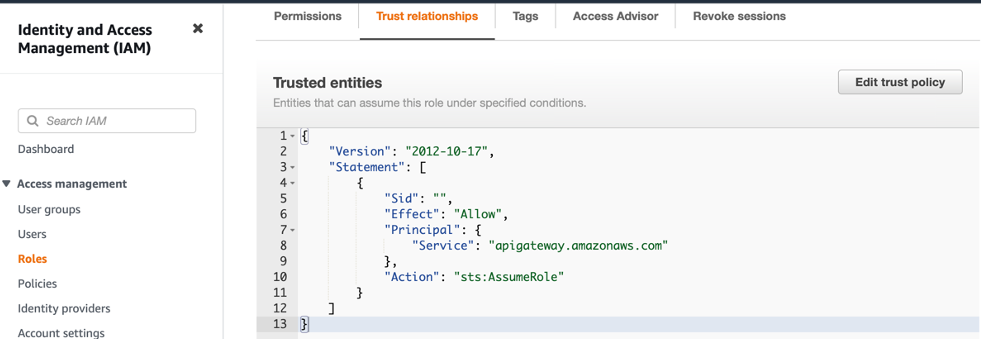 Identity and Access
Management (IAM)
Search IAM
Dashboard
Access management
User groups
Users
Roles
Policies
Identity providers
Account settings
Permissions
Trust relationships
Tags
Access Advisor
Revoke sessions
Trusted entities
Entities that can assume this role under specified conditions.
Edit trust policy
1 {
2 "Version": "2012-10-17",
3 "Statement": [
4 {
5 "Sid": "",
6 "Effect": "Allow",
7 "Principal": {
8 "Service": "apigateway.amazonaws.com"
9 },
10 "Action": "sts:AssumeRole"
11 }
12 ]
13 }